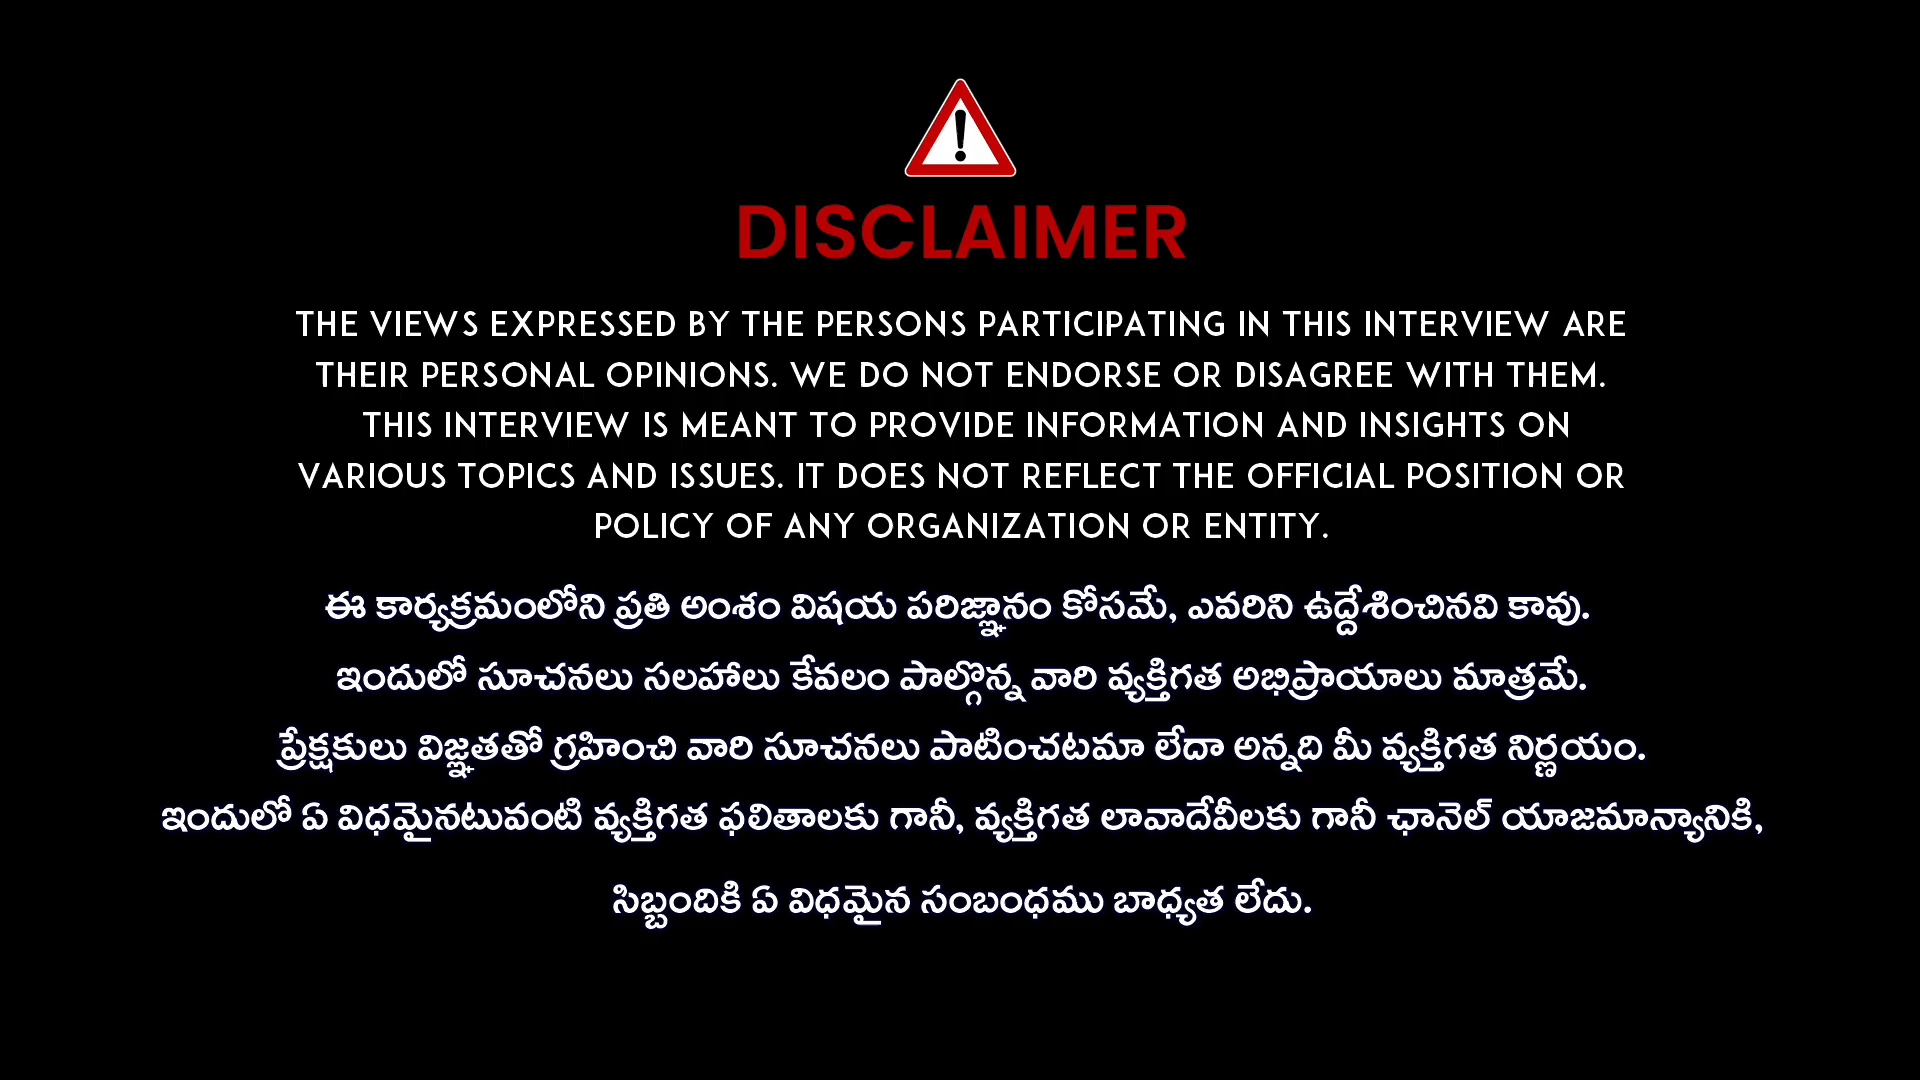 DISCLAIMER
THE VIEWS EXPRESSED BY THE PERSONS PARTICIPATING IN THIS INTERVIEW ARE
THEIR PERSONAL OPINIONS. WE DO NOT ENDORSE OR DISAGREE WITH THEM.
THIS INTERVIEW IS MEANT TO PROVIDE INFORMATION AND INSIGHTS ON
VARIOUS TOPICS AND ISSUES. IT DOES NOT REFLECT THE OFFICIAL POSITION OR
POLICY OF ANY ORGANIZATION OR ENTITY.
ఈ కార్యక్రమంలోని ప్రతి అంశం విషయ పరిజ్ఞానం కోసమే, ఎవరిని ఉద్దేశించినవి కావు.
ఇందులో సూచనలు సలహాలు కేవలం పాల్గొన్న వారి వ్యక్తిగత అభిప్రాయాలు మాత్రమే.
ప్రేక్షకులు విజ్ఞతతో గ్రహించి వారి సూచనలు పాటించటమా లేదా అన్నది మీ వ్యక్తిగత నిర్ణయం.
ఇందులో ఏ విధమైనటువంటి వ్యక్తిగత ఫలితాలకు గానీ, వ్యక్తిగత లావాదేవీలకు గానీ ఛానెల్ యాజమాన్యానికి,
సిబ్బందికి ఏ విధమైన సంబంధము బాధ్యత లేదు.